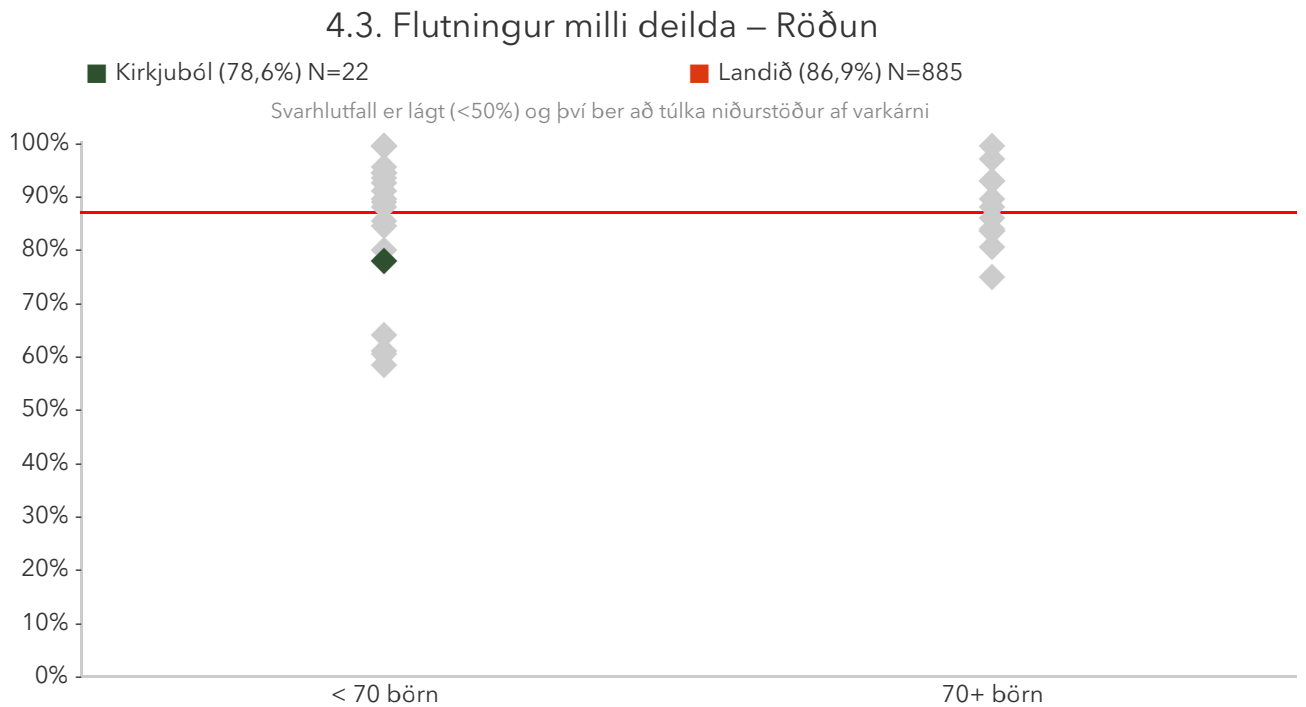 4.3. Flutningur milli deilda – Röðun
Kirkjuból (78,6%) N=22
Landið (86,9%) N=885
Svarhlutfall er lágt (<50%) og því ber að túlka niðurstöður af varkárni
100%
90%
80%
70%
60%
50%
40%
30%
20%
10%
0%
< 70 börn
70+ börn